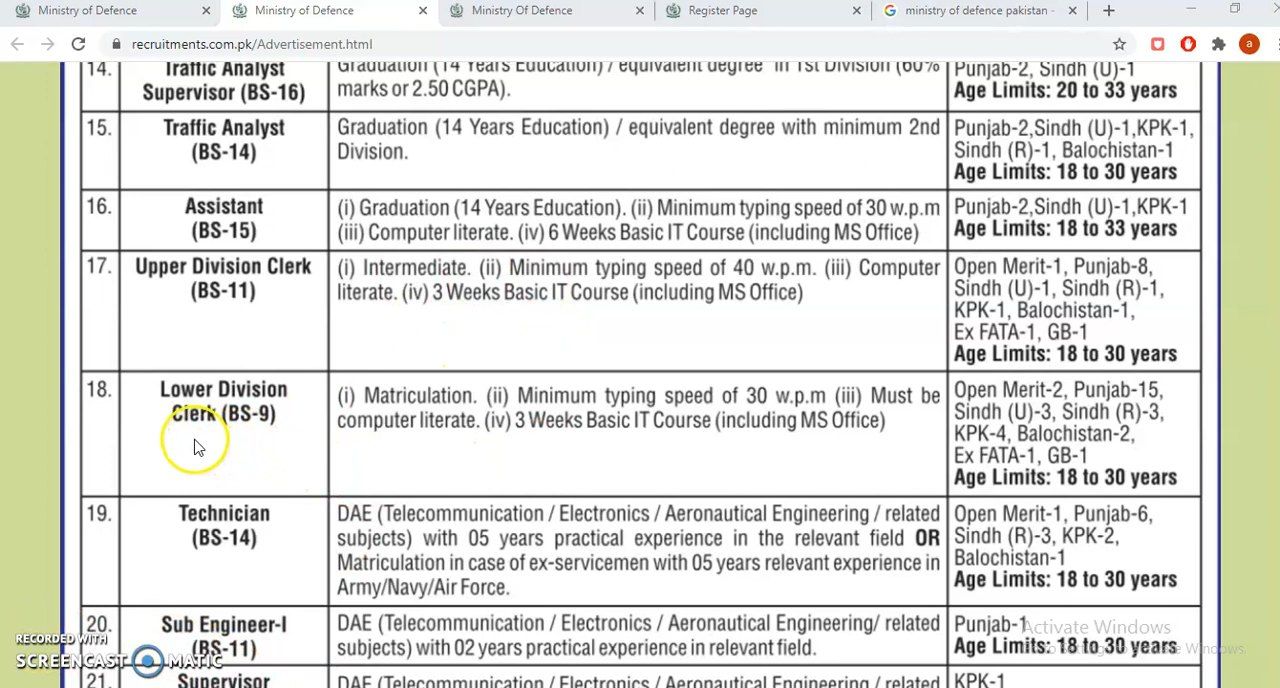 Ministry of Defence
Ministry of Defence
Ministry Of Defence
Register Page
ministry of defence pakistan -
recruitments.com.pk/Advertisement.html
a
14.
Traffic Analyst
Supervisor (BS-16)
Graduation (14 Years Education) / equivalent degree in 1st Division (60%
marks or 2.50 CGPA).
Punjab-2, Sindh (U)-1
Age Limits: 20 to 33 years
15.
Traffic Analyst
(BS-14)
Graduation (14 Years Education) / equivalent degree with minimum 2nd
Division.
Punjab-2,Sindh (U)-1,KPK-1,
Sindh (R)-1, Balochistan-1
Age Limits: 18 to 30 years
16.
Assistant
(BS-15)
(i) Graduation (14 Years Education). (ii) Minimum typing speed of 30 w.p.m
(iii) Computer literate. (iv) 6 Weeks Basic IT Course (including MS Office)
Punjab-2,Sindh (U)-1,KPK-1
Age Limits: 18 to 33 years
17.
Upper Division Clerk
(BS-11)
(i) Intermediate. (ii) Minimum typing speed of 40 w.p.m. (iii) Computer
literate. (iv) 3 Weeks Basic IT Course (including MS Office)
Open Merit-1, Punjab-8,
Sindh (U)-1, Sindh (R)-1,
KPK-1, Balochistan-1,
Ex FATA-1, GB-1
Age Limits: 18 to 30 years
18.
Lower Division
Clerk (BS-9)
(i) Matriculation. (ii) Minimum typing speed of 30 w.p.m (iii) Must be
computer literate. (iv) 3 Weeks Basic IT Course (including MS Office)
Open Merit-2, Punjab-15,
Sindh (U)-3, Sindh (R)-3,
KPK-4, Balochistan-2,
Ex FATA-1, GB-1
Age Limits: 18 to 30 years
19.
Technician
(BS-14)
DAE (Telecommunication / Electronics / Aeronautical Engineering / related
subjects) with 05 years practical experience in the relevant field OR
Matriculation in case of ex-servicemen with 05 years relevant experience in
Army/Navy/Air Force.
Open Merit-1, Punjab-6,
Sindh (R)-3, KPK-2,
Balochistan-1
Age Limits: 18 to 30 years
20.
Sub Engineer-I
(BS-11)
DAE (Telecommunication / Electronics / Aeronautical Engineering/ related
subjects) with 02 years practical experience in relevant field.
Punjab-1
Age Limits: 18 to 30 years
21.
Supervisor
DAE (Telecommunication / Electronics / Aeronautical Engineering / related
KPK-1
RECORDED WITH
SCREENCAST MATIC
Activate Windows
Go to Settings to activate Windows.